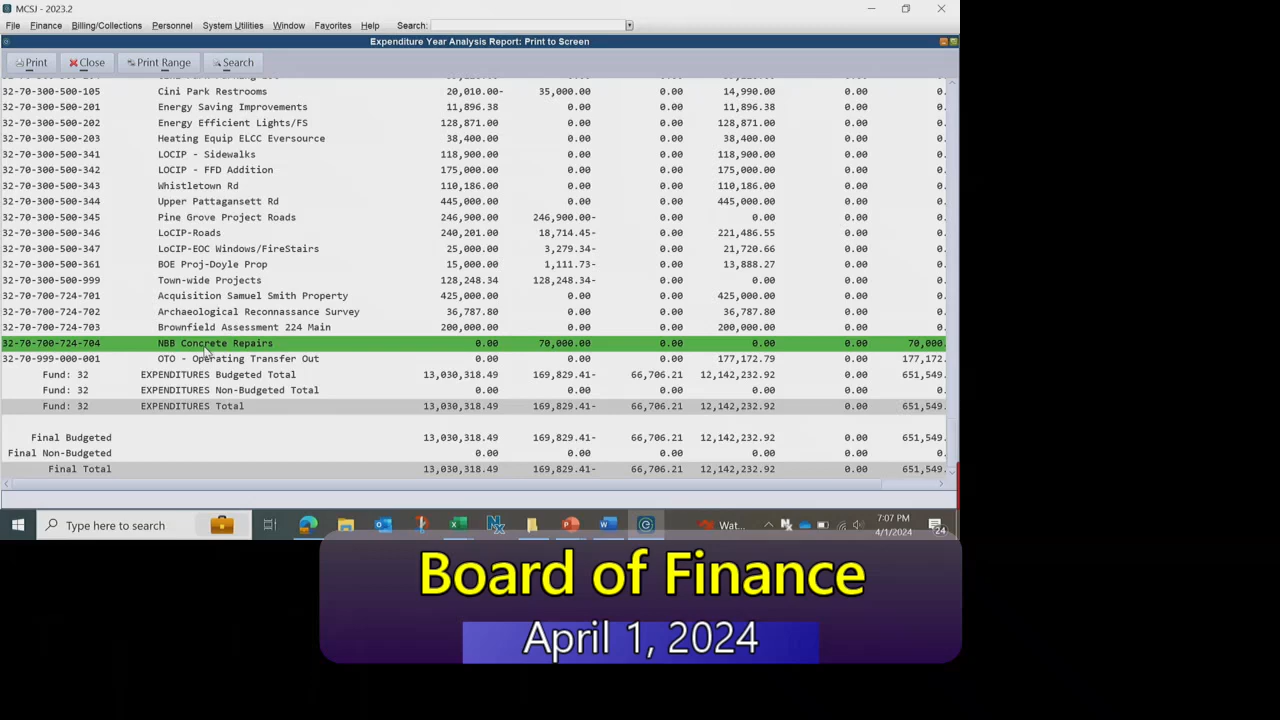 MCSJ - 2023.2
File Finance Billing/Collections Personnel System Utilities Window Favorites Help Search:
Expenditure Year Analysis Report: Print to Screen
Print Close Print Range Search
32-70-300-500-105 Cini Park Restrooms 20,010.00- 35,000.00 0.00 14,990.00 0.00 0.
32-70-300-500-201 Energy Saving Improvements 11,896.38 0.00 0.00 11,896.38 0.00 0.
32-70-300-500-202 Energy Efficient Lights/FS 128,871.00 0.00 0.00 128,871.00 0.00 0.
32-70-300-500-203 Heating Equip ELCC Eversource 38,400.00 0.00 0.00 38,400.00 0.00 0.
32-70-300-500-341 LOCIP - Sidewalks 118,900.00 0.00 0.00 118,900.00 0.00 0.
32-70-300-500-342 LOCIP - FFD Addition 175,000.00 0.00 0.00 175,000.00 0.00 0.
32-70-300-500-343 Whistletown Rd 110,186.00 0.00 0.00 110,186.00 0.00 0.
32-70-300-500-344 Upper Pattagansett Rd 445,000.00 0.00 0.00 445,000.00 0.00 0.
32-70-300-500-345 Pine Grove Project Roads 246,900.00 246,900.00- 0.00 0.00 0.00 0.
32-70-300-500-346 LoCIP-Roads 240,201.00 18,714.45- 0.00 221,486.55 0.00 0.
32-70-300-500-347 LoCIP-EOC Windows/FireStairs 25,000.00 3,279.34- 0.00 21,720.66 0.00 0.
32-70-300-500-361 BOE Proj-Doyle Prop 15,000.00 1,111.73- 0.00 13,888.27 0.00 0.
32-70-300-500-999 Town-wide Projects 128,248.34 128,248.34- 0.00 0.00 0.00 0.
32-70-700-724-701 Acquisition Samuel Smith Property 425,000.00 0.00 0.00 425,000.00 0.00 0.
32-70-700-724-702 Archaeological Reconnassance Survey 36,787.80 0.00 0.00 36,787.80 0.00 0.
32-70-700-724-703 Brownfield Assessment 224 Main 200,000.00 0.00 0.00 200,000.00 0.00 0.
32-70-700-724-704 NBB Concrete Repairs 0.00 70,000.00 0.00 0.00 0.00 70,000.
32-70-999-000-001 OTO - Operating Transfer Out 0.00 0.00 0.00 177,172.79 0.00 177,172.
Fund: 32 EXPENDITURES Budgeted Total 13,030,318.49 169,829.41- 66,706.21 12,142,232.92 0.00 651,549.
Fund: 32 EXPENDITURES Non-Budgeted Total 0.00 0.00 0.00 0.00 0.00 0.
Fund: 32 EXPENDITURES Total 13,030,318.49 169,829.41- 66,706.21 12,142,232.92 0.00 651,549.
Final Budgeted 13,030,318.49 169,829.41- 66,706.21 12,142,232.92 0.00 651,549.
Final Non-Budgeted 0.00 0.00 0.00 0.00 0.00 0.
Final Total 13,030,318.49 169,829.41- 66,706.21 12,142,232.92 0.00 651,549.
Type here to search Wat... 7:07 PM
4/1/2024 24
Board of Finance
April 1, 2024